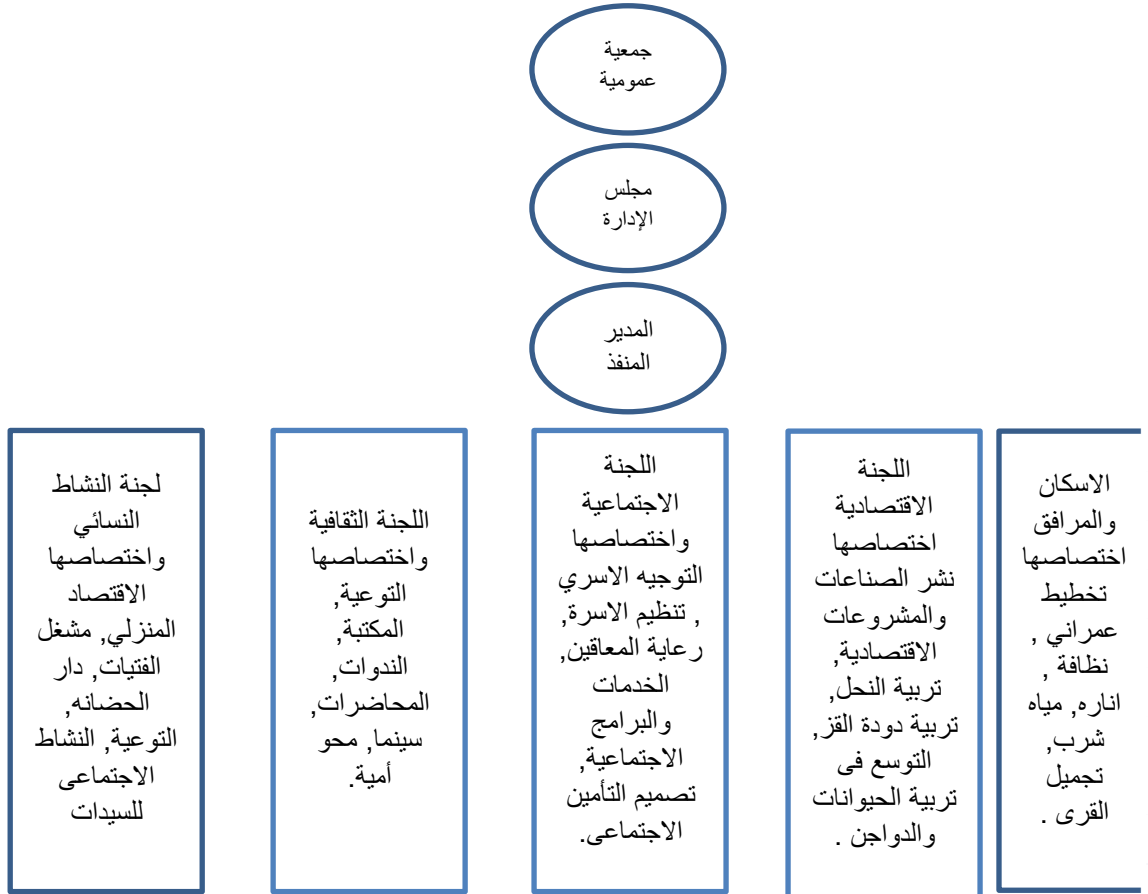 جمعية
عمومية
مجلس
الإدارة
المدير
المنفذ
الاسكان
والمرافق
اختصاصها
تخطيط
عمراني ,
نظافة ,
اناره, مياه
شرب,
تجميل
القرى .
اللجنة
الاقتصادية
اختصاصها
نشر الصناعات
والمشروعات
الاقتصادية,
تربية النحل,
تربية دودة القز,
التوسع فى
تربية الحيوانات
والدواجن .
اللجنة
الاجتماعية
واختصاصها
التوجيه الاسري
, تنظيم الاسرة,
رعاية المعاقين,
الخدمات
والبرامج
الاجتماعية,
تصميم التأمين
الاجتماعى.
اللجنة الثقافية
واختصاصها
التوعية,
المكتبة,
الندوات,
المحاضرات,
سينما, محو
أمية.
لجنة النشاط
النسائي
واختصاصها
الاقتصاد
المنزلي, مشغل
الفتيات, دار
الحضانه,
التوعية, النشاط
الاجتماعى
للسيدات